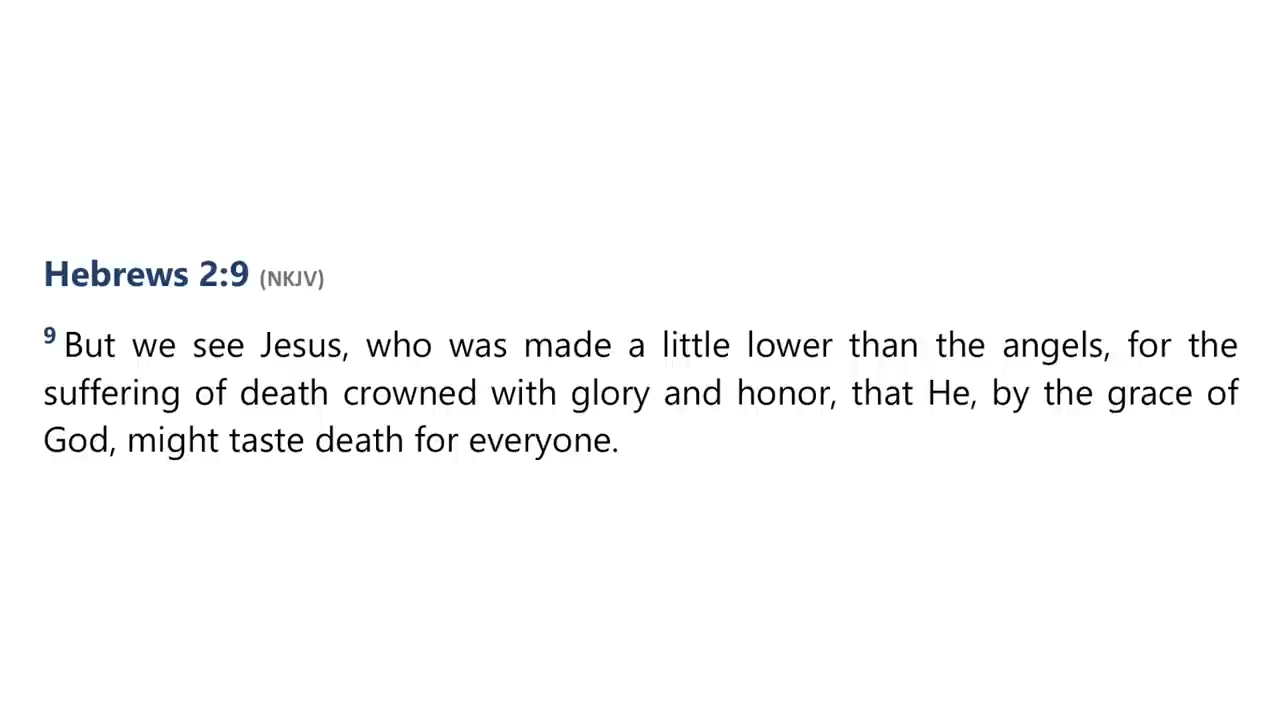 Hebrews 2:9 (NKJV)
9 But we see Jesus, who was made a little lower than the angels, for the
suffering of death crowned with glory and honor, that He, by the grace of
God, might taste death for everyone.